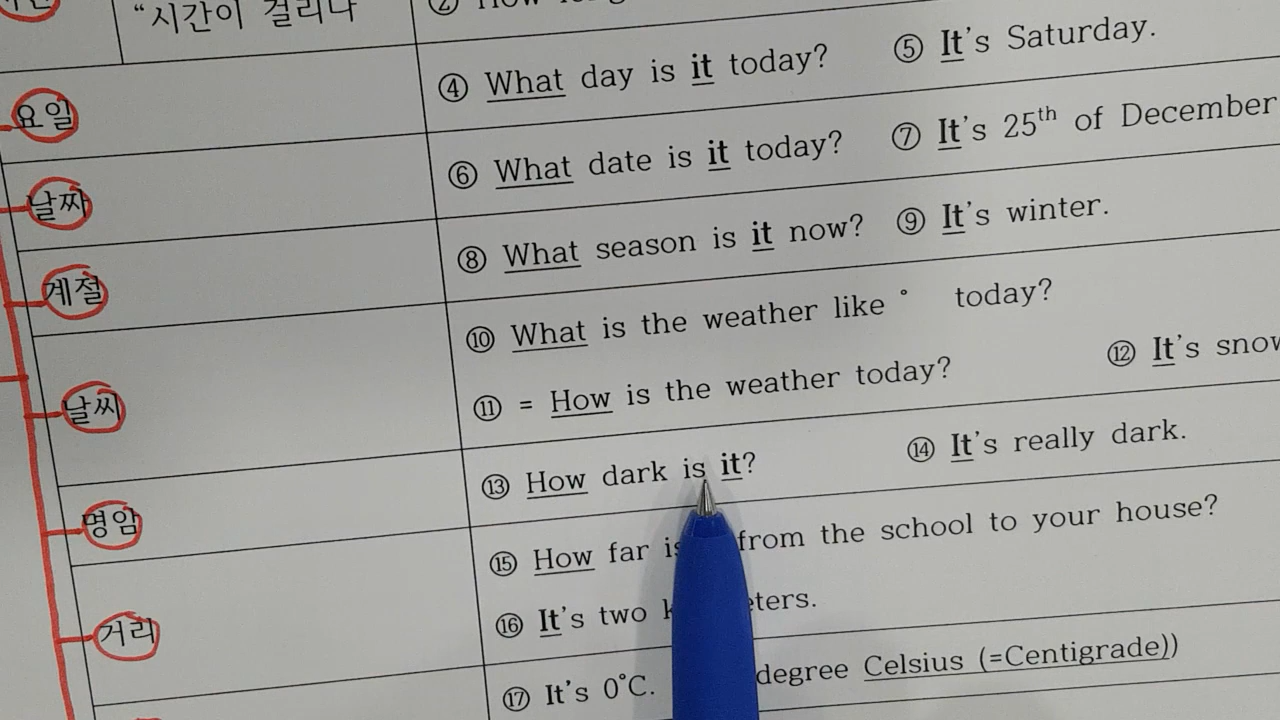 “시간이 걸리다
④ What day is it today? ⑤ It's Saturday.
요일
⑥ What date is it today? ⑦ It's 25th of December
날짜
⑧ What season is it now? ⑨ It's winter.
계절
⑩ What is the weather like ° today?
⑪ = How is the weather today? ⑫ It's
날씨
⑬ How dark is it? ⑭ It's really dark.
명암
⑮ How far from the school to your house?
⑯ It's two
거리
⑰ It's 0°C. degree Celsius (=Centigrade))